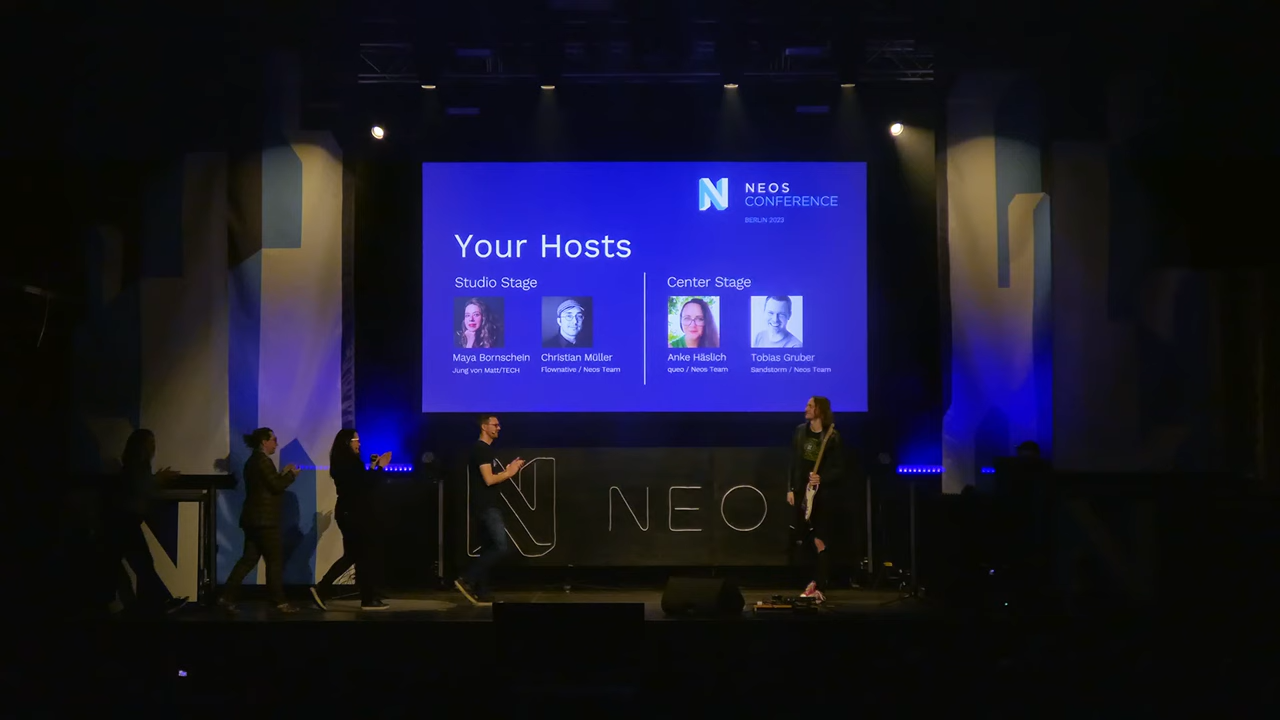 NEOS
CONFERENCE
BERLIN 2023
Your Hosts
Studio Stage
Maya Bornschein
Jung von Matt/TECH
Christian Müller
Flownative / Neos Team
Center Stage
Anke Häslich
queo / Neos Team
Tobias Gruber
Sandstorm / Neos Team
N NEO